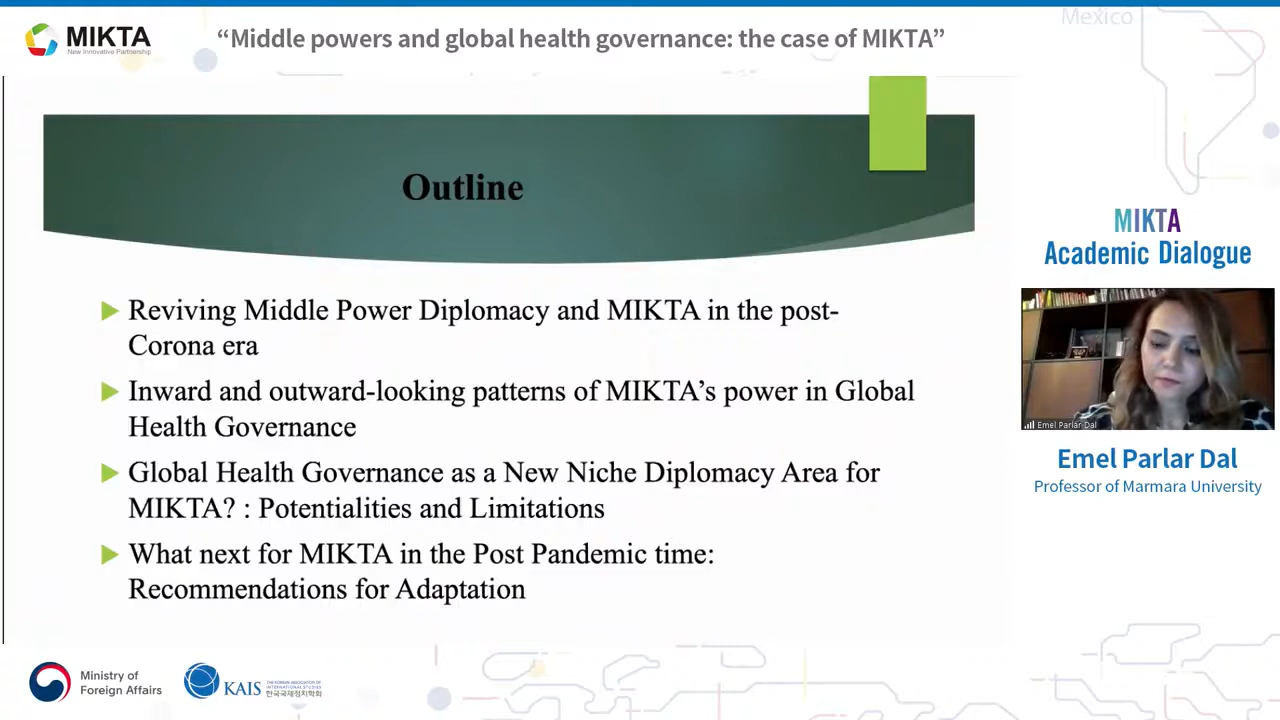 Mexico
MIKTA
New Innovative Partnership
“Middle powers and global health governance: the case of MIKTA”
Outline
Reviving Middle Power Diplomacy and MIKTA in the post-
Corona era
Inward and outward-looking patterns of MIKTA’s power in Global
Health Governance
Global Health Governance as a New Niche Diplomacy Area for
MIKTA? : Potentialities and Limitations
What next for MIKTA in the Post Pandemic time:
Recommendations for Adaptation
MIKTA
Academic Dialogue
Emel Parlar Dal
Emel Parlar Dal
Professor of Marmara University
Ministry of
Foreign Affairs
KAIS
THE KOREAN ASSOCIATION OF
INTERNATIONAL STUDIES
한국국제정치학회